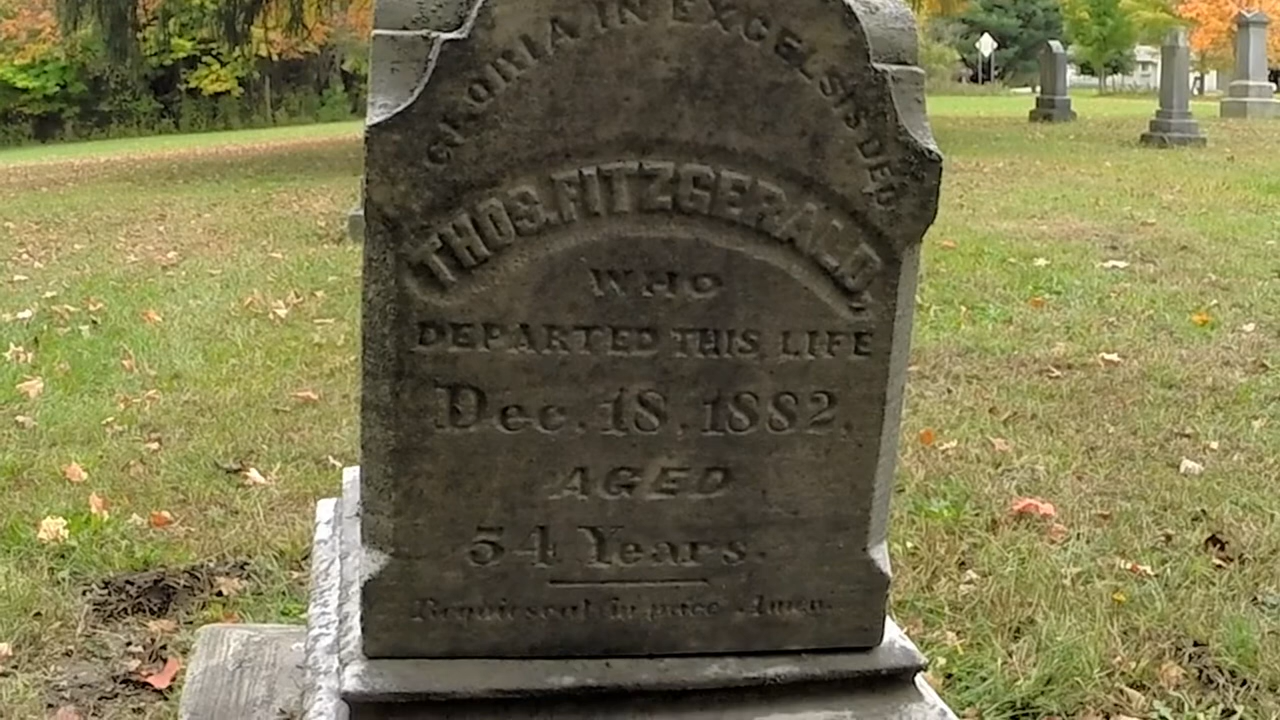 GLORIA IN EXCELSIS DEO
THOS. FITZGERALD,
WHO
DEPARTED THIS LIFE
Dec. 18, 1882.
AGED
54 Years.
Requiescat in pace Amen.